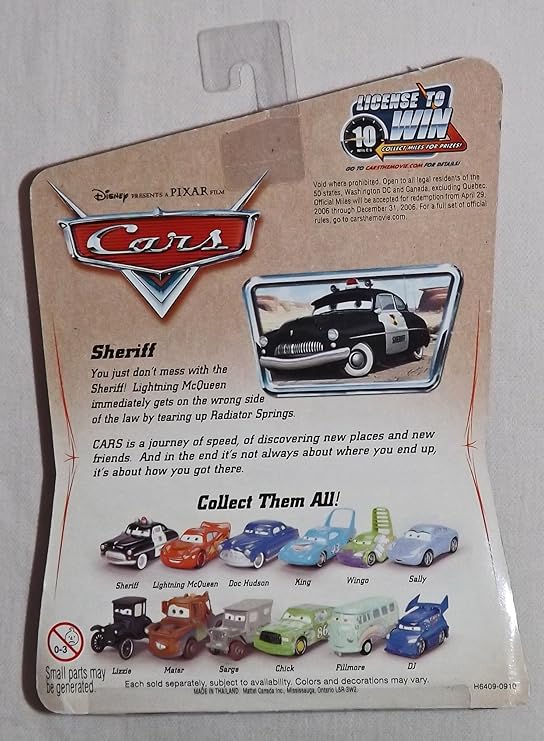 LICENSE TO
WIN
10
MILES
COLLECT MILES FOR PRIZES!
GO TO CARSTHEMOVIE.COM FOR DETAILS!
Void where prohibited. Open to all legal residents of the
50 states, Washington DC and Canada, excluding Quebec.
Official Miles will be accepted for redemption from April 29,
2006 through December 31, 2006. For a full set of official
rules, go to carsthemovie.com.
DISNEY PRESENTS A PIXAR FILM
Cars
SHERIFF
Sheriff
You just don't mess with the
Sheriff! Lightning McQueen
immediately gets on the wrong side
of the law by tearing up Radiator Springs.
CARS is a journey of speed, of discovering new places and new
friends. And in the end it's not always about where you end up,
it's about how you got there.
Collect Them All!
Sheriff Lightning McQueen Doc Hudson King Wingo Sally
Lizzie Mater Sarge Chick Fillmore DJ
0-3
Small parts may
be generated.
Each sold separately, subject to availability. Colors and decorations may vary.
MADE IN THAILAND. Mattel Canada Inc., Mississauga, Ontario L5R 3W2.
H6409-0910